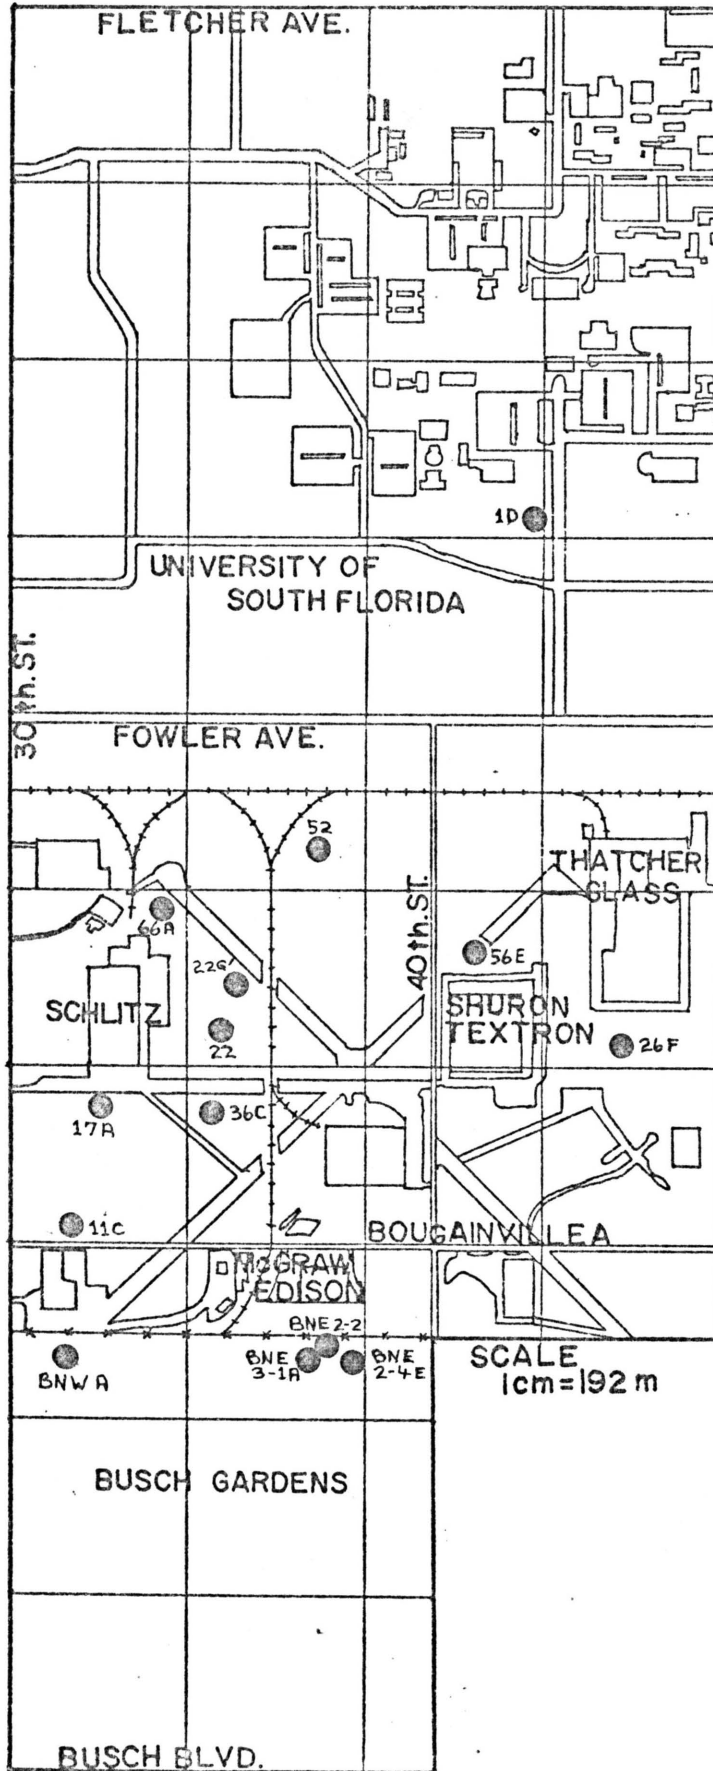 FLETCHER AVE.
1D
UNIVERSITY OF
SOUTH FLORIDA
30th. ST.
FOWLER AVE.
52
THATCHER
GLASS
66A
40th. ST.
22G
56E
SCHLITZ
22
SHURON
TEXTRON
26F
17A
36C
11C
BOUGAINVILLEA
McGRAW
EDISON
BNE 2-2
BNW A
BNE
3-1A
BNE
2-4E
SCALE
1cm=192 m
BUSCH GARDENS
BUSCH BLVD.